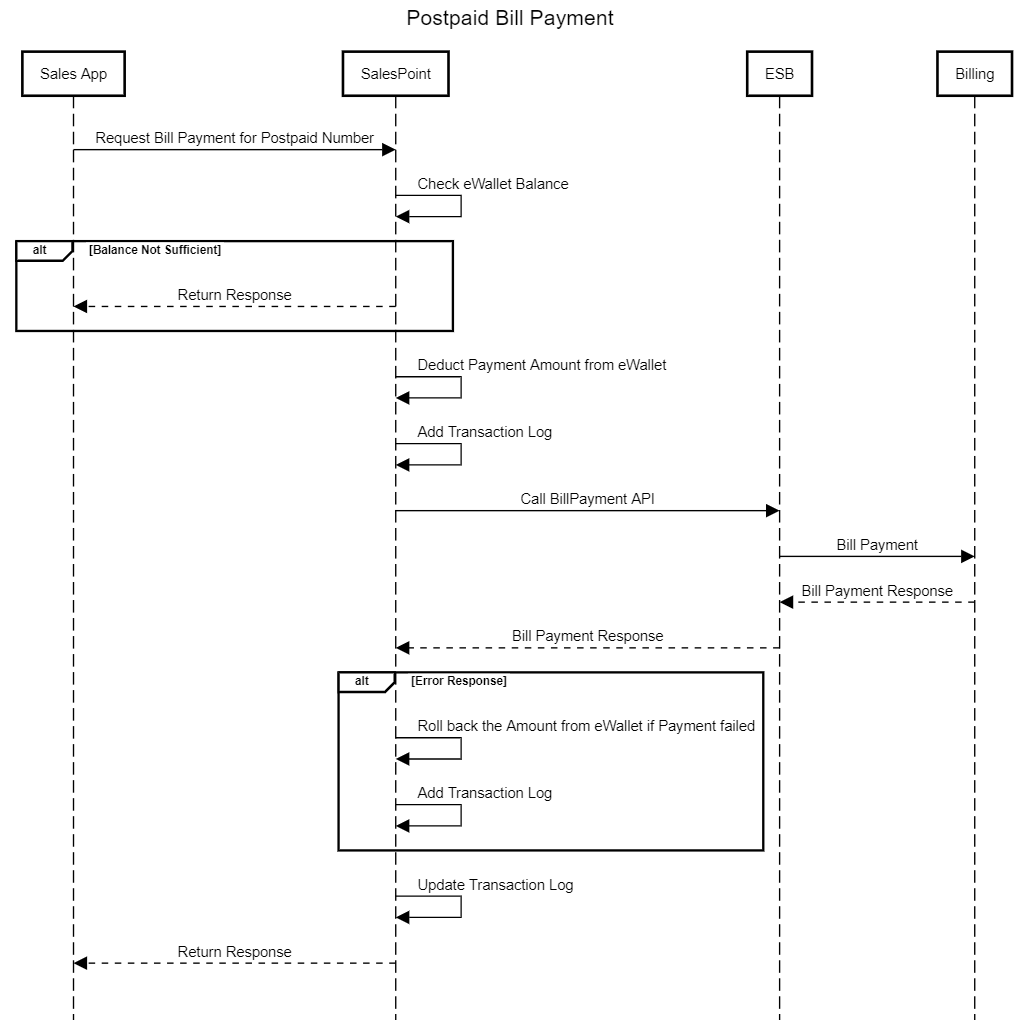 Postpaid Bill Payment
Sales App
SalesPoint
ESB
Billing
Request Bill Payment for Postpaid Number
Check eWallet Balance
alt
[Balance Not Sufficient]
Return Response
Deduct Payment Amount from eWallet
Add Transaction Log
Call BillPayment API
Bill Payment
Bill Payment Response
Bill Payment Response
alt
[Error Response]
Roll back the Amount from eWallet if Payment failed
Add Transaction Log
Update Transaction Log
Return Response